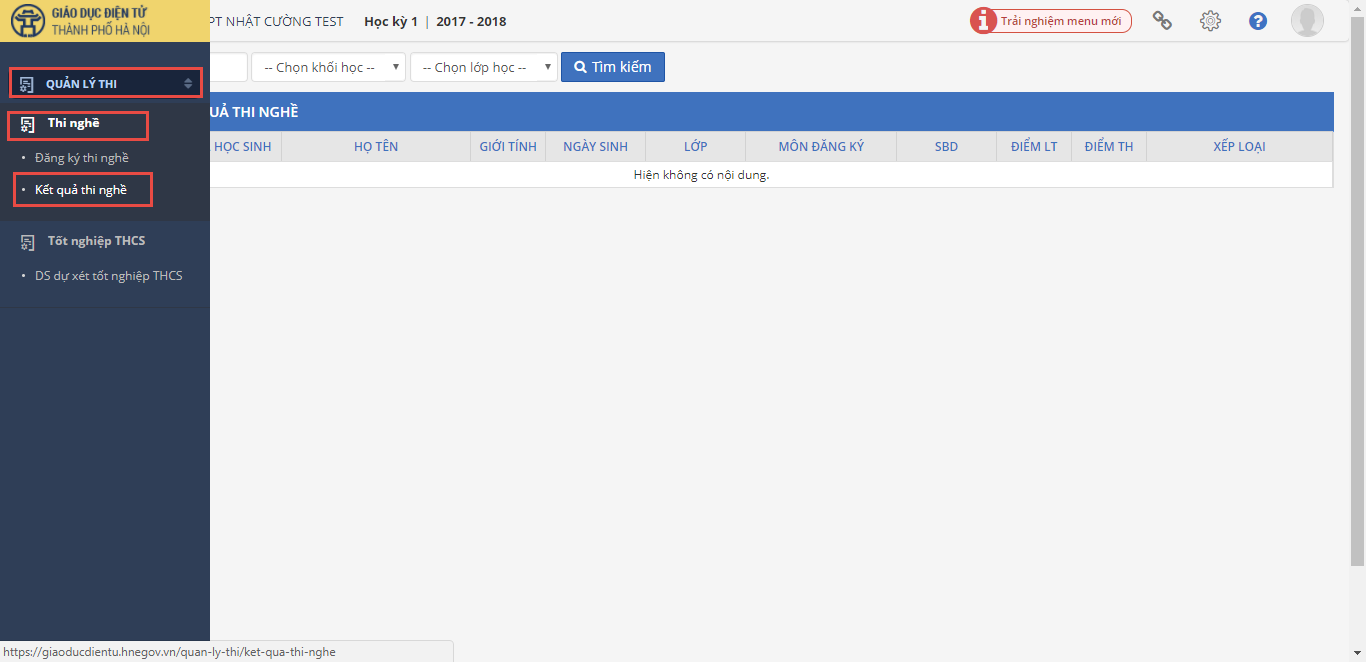 GIÁO DỤC ĐIỆN TỬ
THÀNH PHỐ HÀ NỘI
PT NHẬT CƯỜNG TEST Học kỳ 1 | 2017 - 2018
Trải nghiệm menu mới
-- Chọn khối học -- -- Chọn lớp học -- Tìm kiếm
QUẢN LÝ THI
UẢ THI NGHỀ
Thi nghề
HỌC SINH HỌ TÊN GIỚI TÍNH NGÀY SINH LỚP MÔN ĐĂNG KÝ SBD ĐIỂM LT ĐIỂM TH XẾP LOẠI
Đăng ký thi nghề
Hiện không có nội dung.
Kết quả thi nghề
Tốt nghiệp THCS
DS dự xét tốt nghiệp THCS
https://giaoducdientu.hnegov.vn/quan-ly-thi/ket-qua-thi-nghe